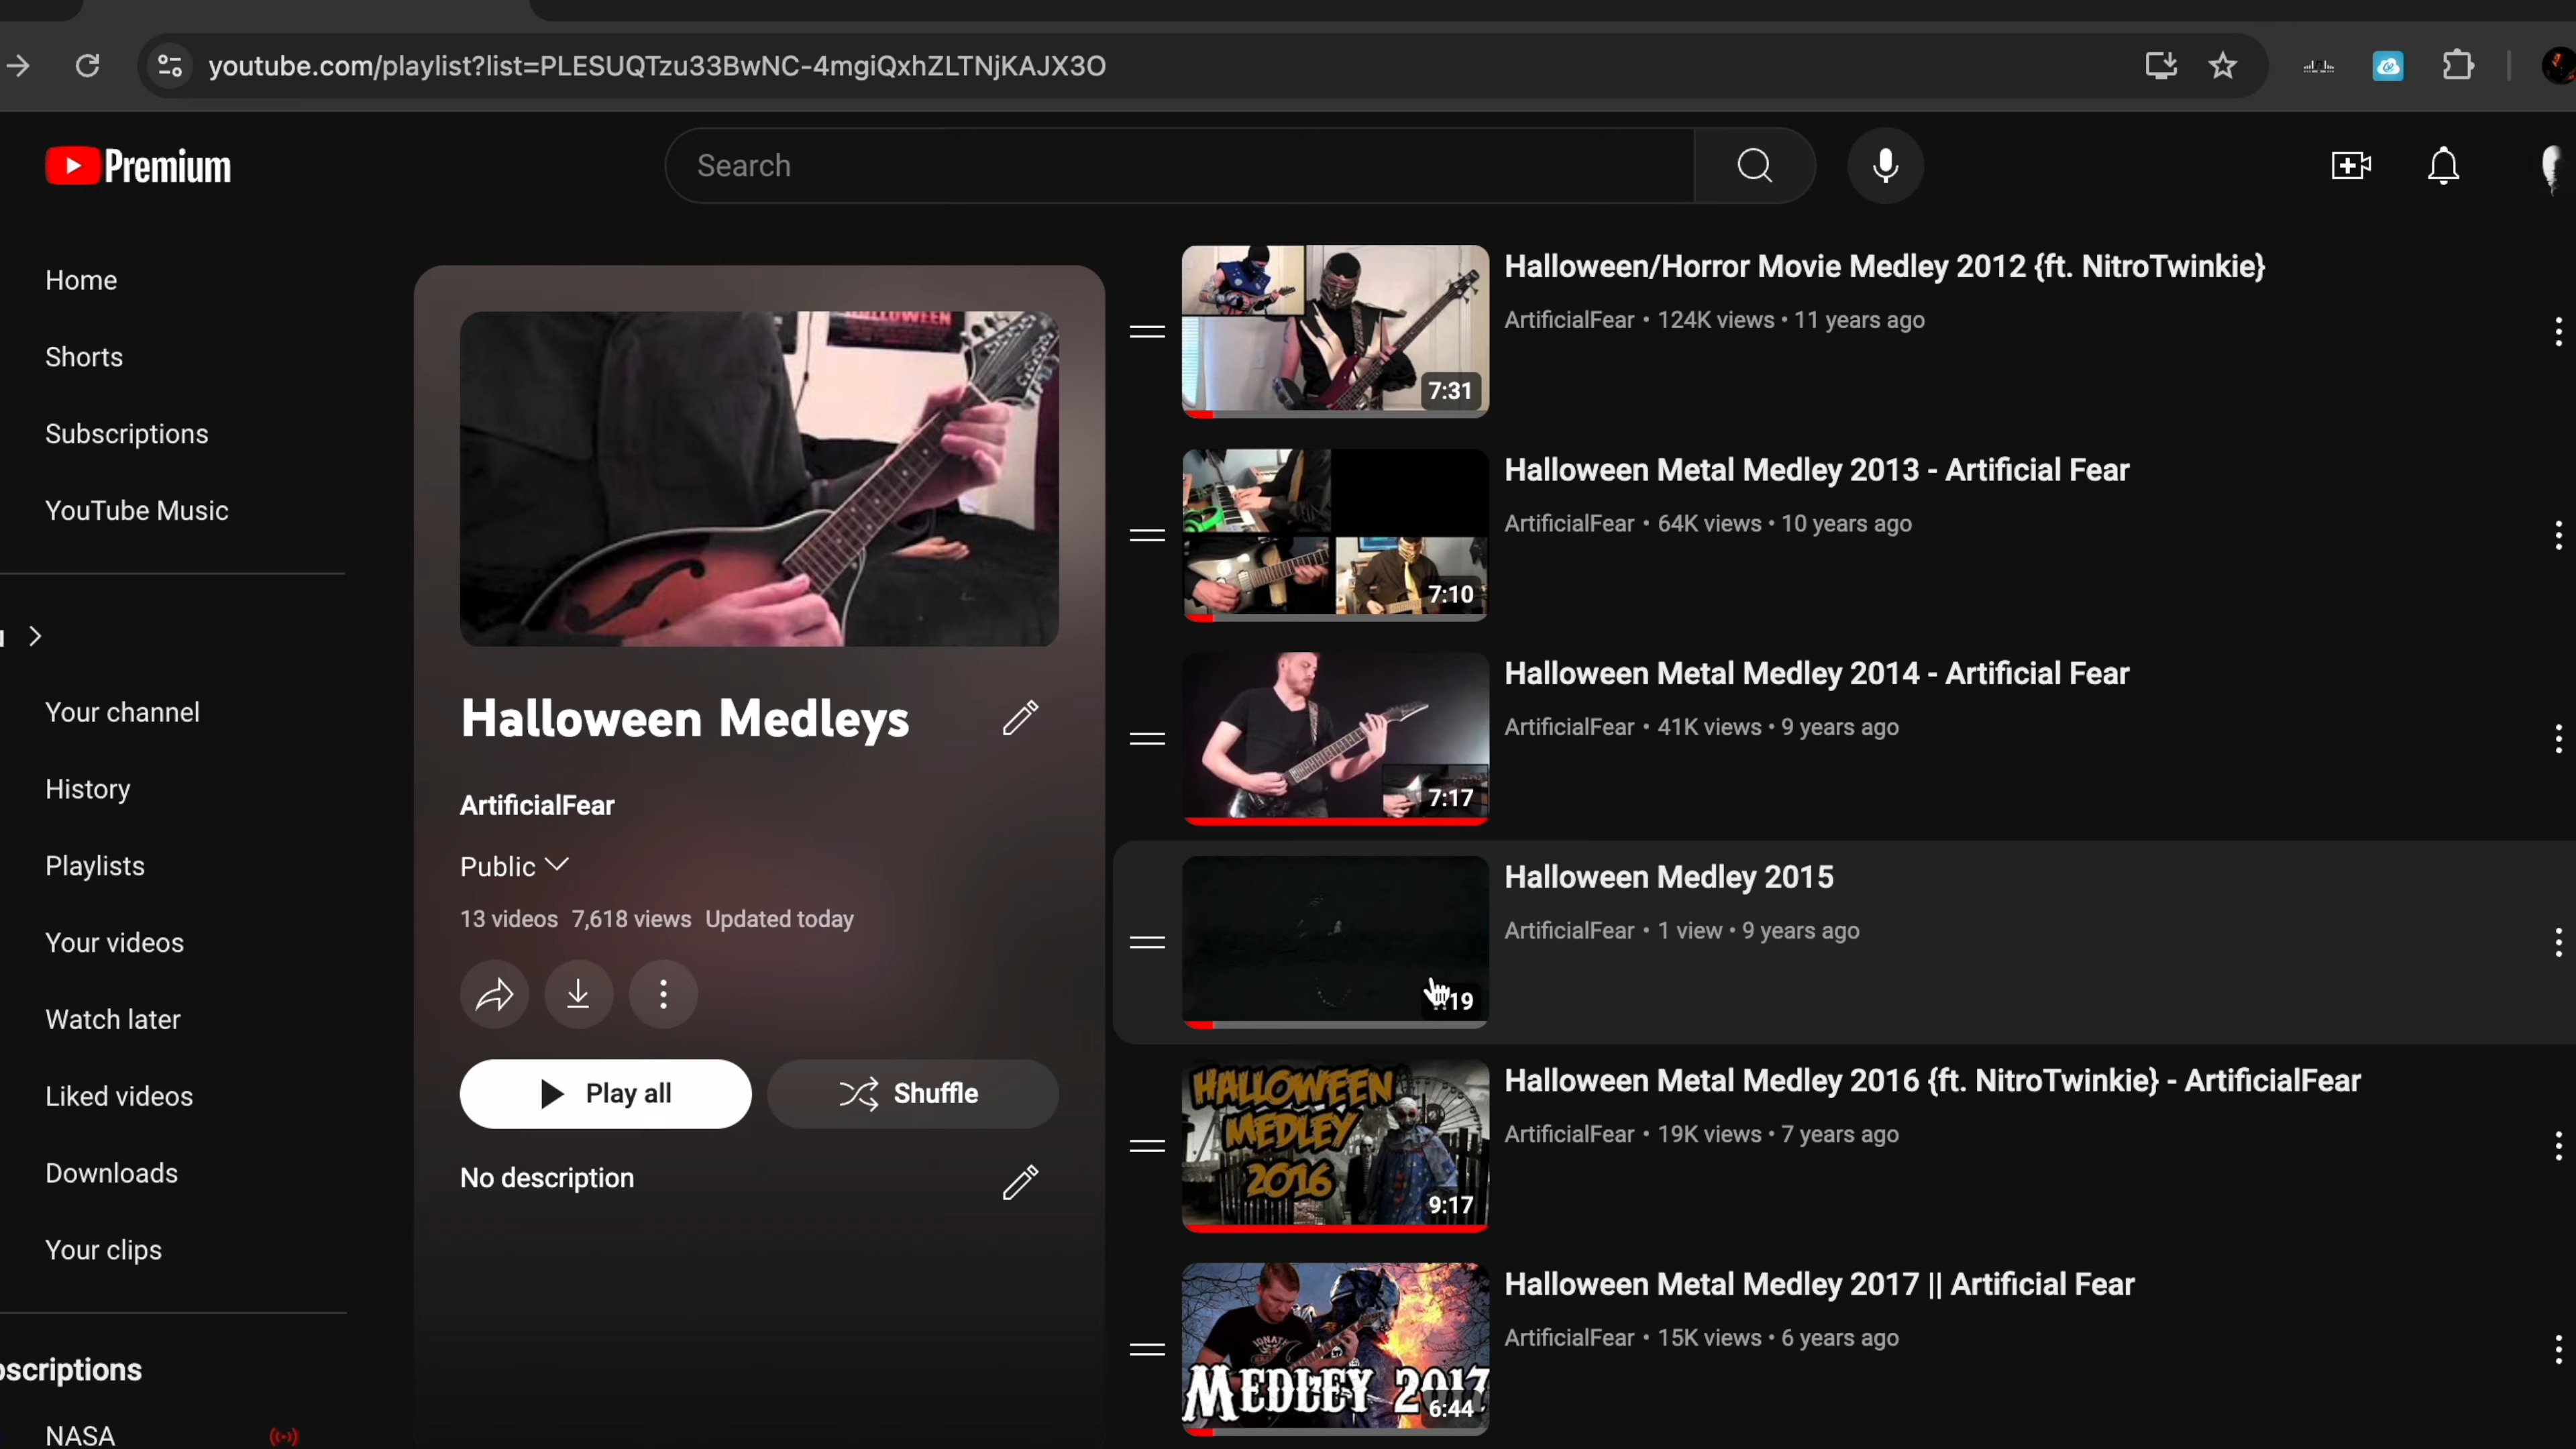 youtube.com/playlist?list=PLESUQTzu33BwNC-4mgiQxhZLTNjKAJX3O
Premium
Search
Home
Shorts
Subscriptions
YouTube Music
Your channel
History
Playlists
Your videos
Watch later
Liked videos
Downloads
Your clips
NASA
HALLOWEEN
Halloween Medleys
ArtificialFear
Public
13 videos 7,618 views Updated today
Play all
Shuffle
No description
7:31
Halloween/Horror Movie Medley 2012 {ft. NitroTwinkie}
ArtificialFear • 124K views • 11 years ago
7:10
Halloween Metal Medley 2013 - Artificial Fear
ArtificialFear • 64K views • 10 years ago
7:17
Halloween Metal Medley 2014 - Artificial Fear
ArtificialFear • 41K views • 9 years ago
Halloween Medley 2015
ArtificialFear • 1 view • 9 years ago
HALLOWEEN
MEDLEY
2016
9:17
Halloween Metal Medley 2016 {ft. NitroTwinkie} - ArtificialFear
ArtificialFear • 19K views • 7 years ago
MEDLEY 2017
6:44
Halloween Metal Medley 2017 || Artificial Fear
ArtificialFear • 15K views • 6 years ago